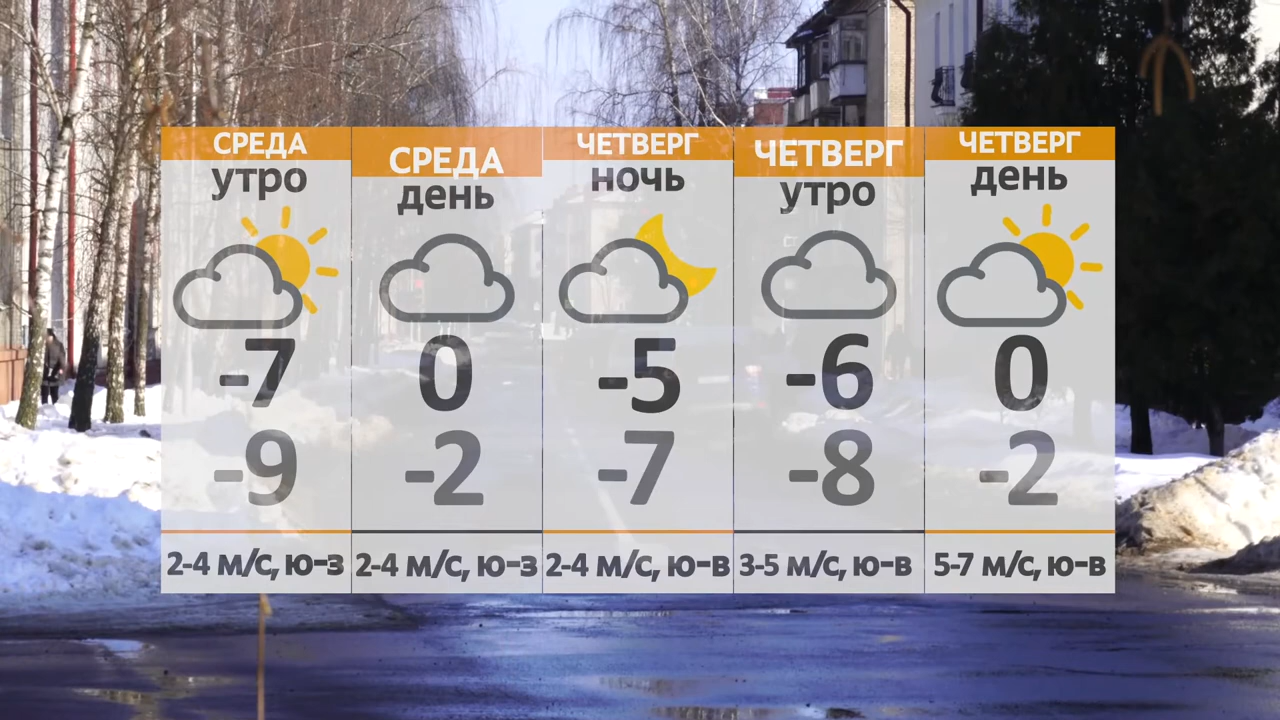 СРЕДА
утро
-7
-9
2-4 м/с, ю-з
СРЕДА
день
0
-2
2-4 м/с, ю-з
ЧЕТВЕРГ
ночь
-5
-7
2-4 м/с, ю-в
ЧЕТВЕРГ
утро
-6
-8
3-5 м/с, ю-в
ЧЕТВЕРГ
день
0
-2
5-7 м/с, ю-в